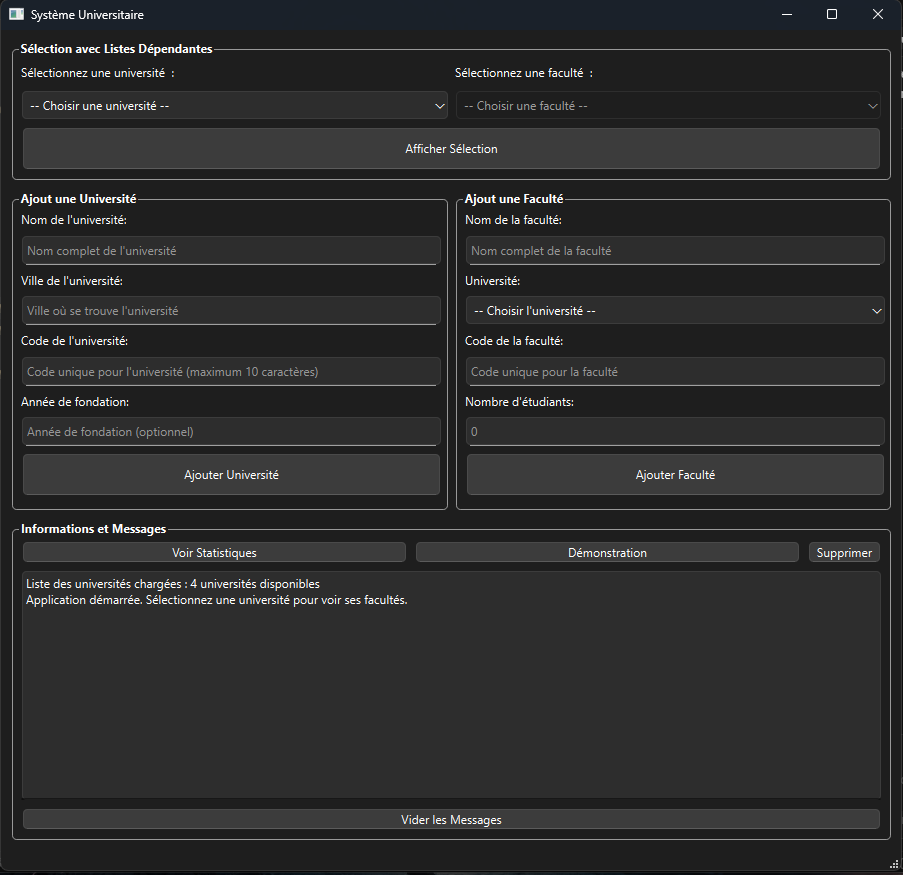 Système Universitaire
Sélection avec Listes Dépendantes
Sélectionnez une université :
Sélectionnez une faculté :
-- Choisir une université --
-- Choisir une faculté --
Afficher Sélection
Ajout une Université
Nom de l'université:
Nom complet de l'université
Ville de l'université:
Ville où se trouve l'université
Code de l'université:
Code unique pour l'université (maximum 10 caractères)
Année de fondation:
Année de fondation (optionnel)
Ajouter Université
Ajout une Faculté
Nom de la faculté:
Nom complet de la faculté
Université:
-- Choisir l'université --
Code de la faculté:
Code unique pour la faculté
Nombre d'étudiants:
0
Ajouter Faculté
Informations et Messages
Voir Statistiques
Démonstration
Supprimer
Liste des universités chargées : 4 universités disponibles
Application démarrée. Sélectionnez une université pour voir ses facultés.
Vider les Messages